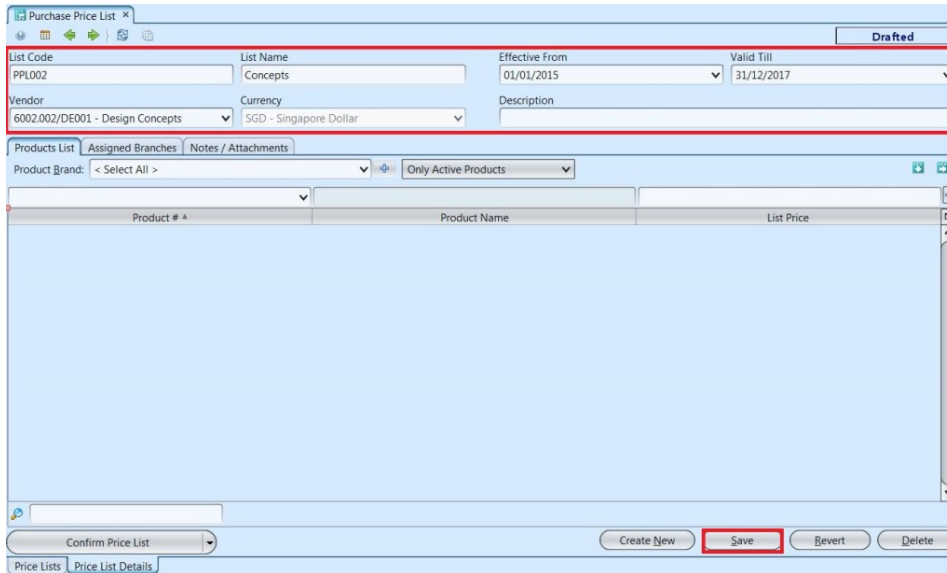 Purchase Price List ×
Drafted
List Code List Name Effective From Valid Till
PPL002 Concepts 01/01/2015 31/12/2017
Vendor Currency Description
6002.002/DE001 - Design Concepts SGD - Singapore Dollar
Products List Assigned Branches Notes / Attachments
Product Brand: < Select All > Only Active Products
Product # Product Name List Price
Confirm Price List Create New Save Revert Delete
Price Lists Price List Details